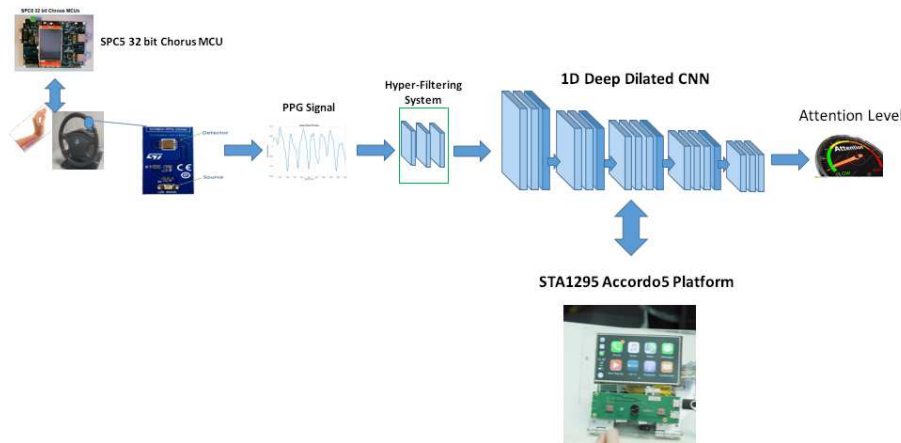 SPC5 32 bit Chorus MCUs
SPC5 32 bit Chorus MCU
PPG Signal
Hyper-Filtering
System
1D Deep Dilated CNN
Attention Level
Detector
Source
Attention
LOW
STA1295 Accordo5 Platform